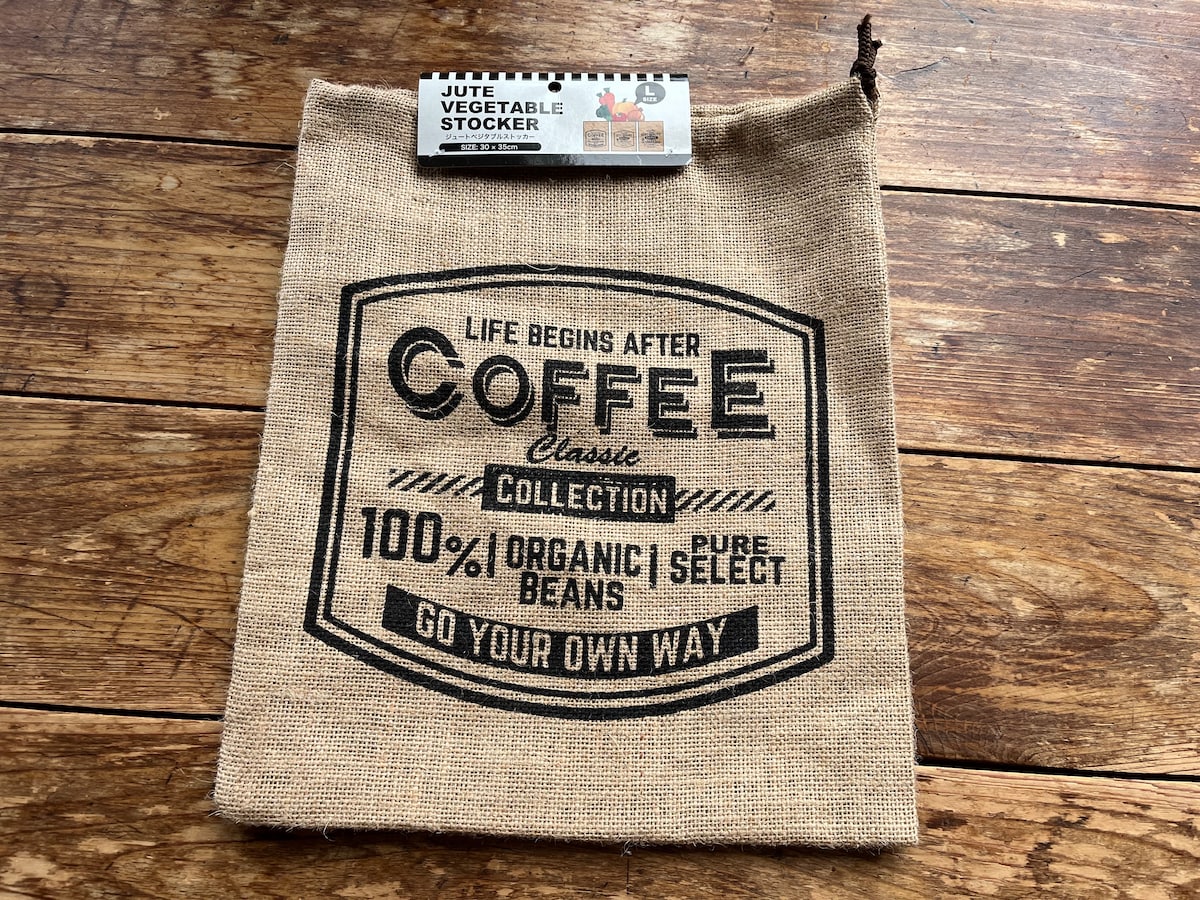 JUTE
VEGETABLE
STOCKER
ジュートベジタブルストッカー
SIZE: 30 × 35cm
L
SIZE
LIFE BEGINS AFTER
COFFEE
Classic
COLLECTION
100% | ORGANIC BEANS | PURE SELECT
GO YOUR OWN WAY